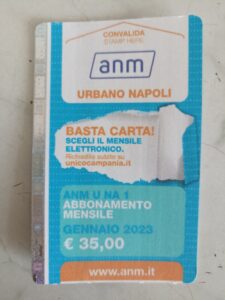 CONVALIDA
STAMP HERE
anm
URBANO NAPOLI
BASTA CARTA!
SCEGLI IL MENSILE
ELETTRONICO.
Richiedilo subito su
unicocampania.it
ANM U NA 1
ABBONAMENTO
MENSILE
GENNAIO 2023
€ 35,00
www.anm.it